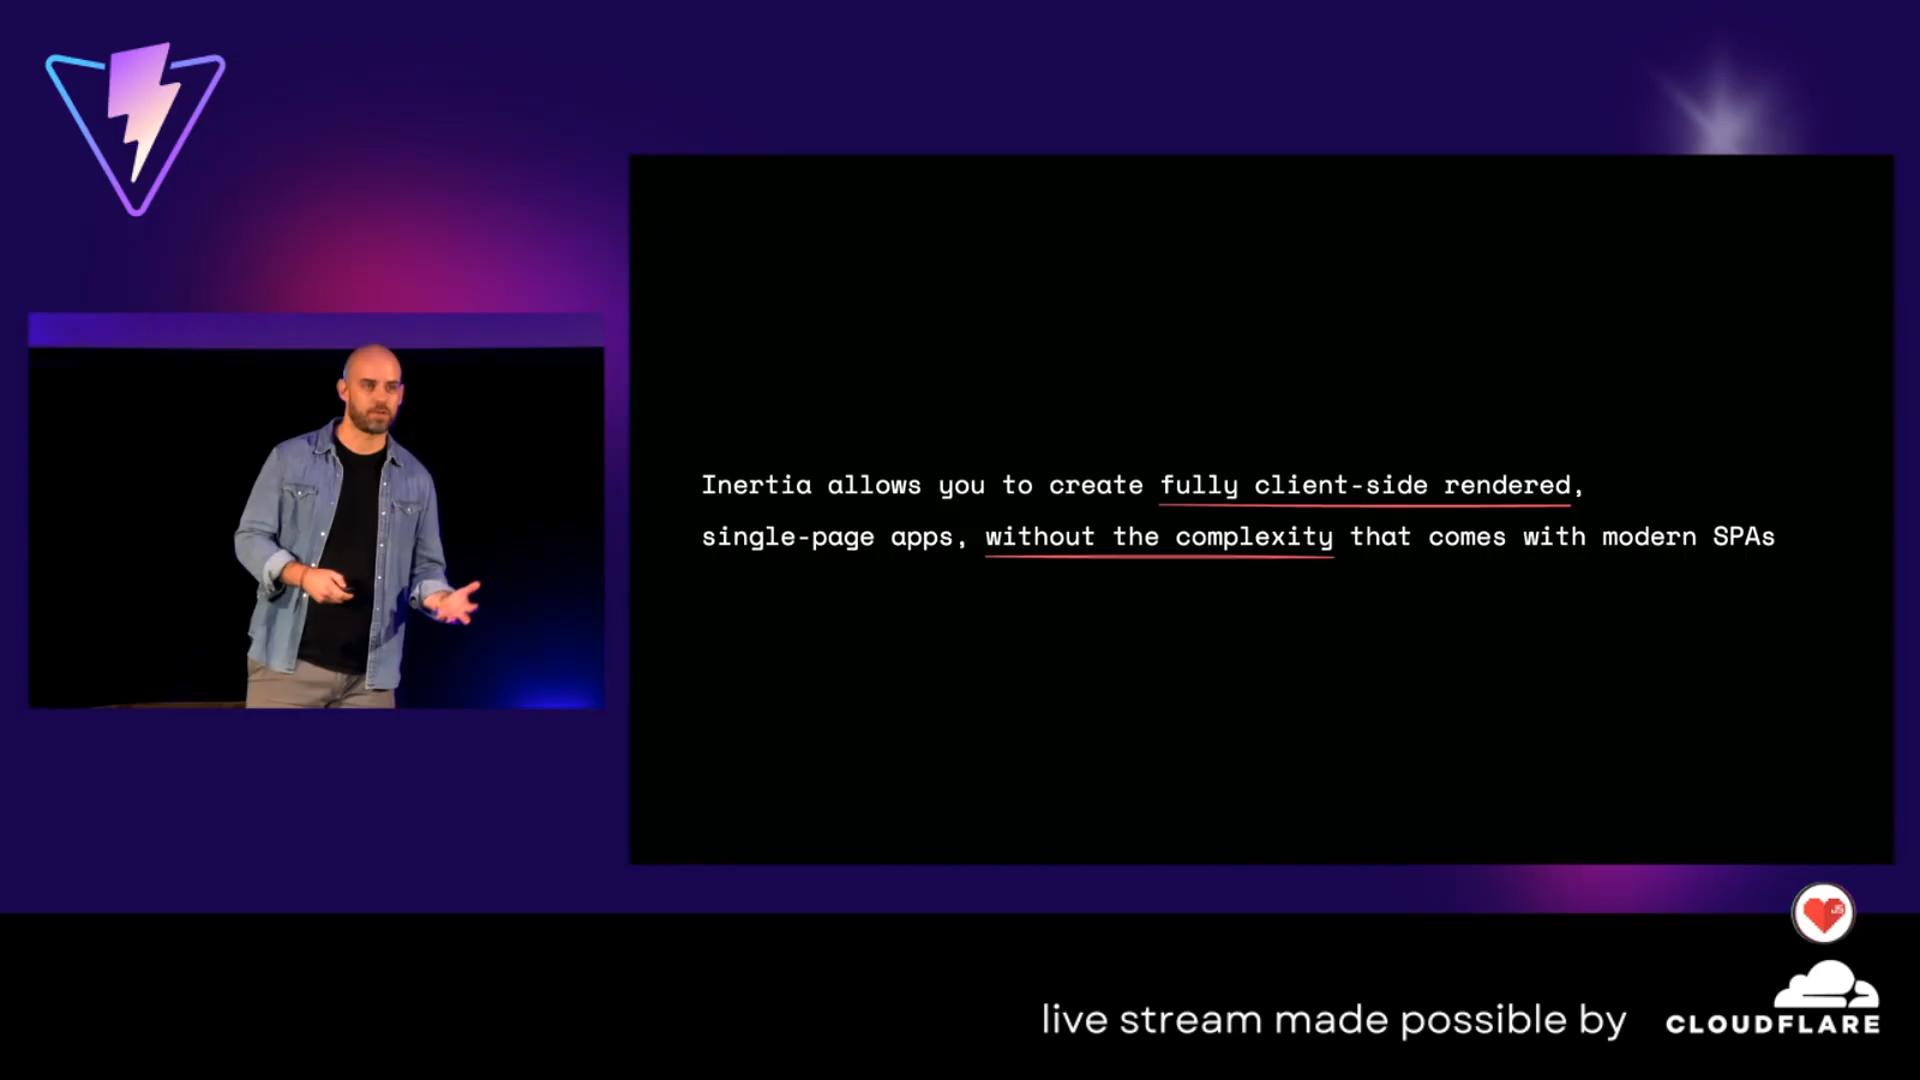 Inertia allows you to create fully client-side rendered,
single-page apps, without the complexity that comes with modern SPAs
JS
live stream made possible by
CLOUDFLARE